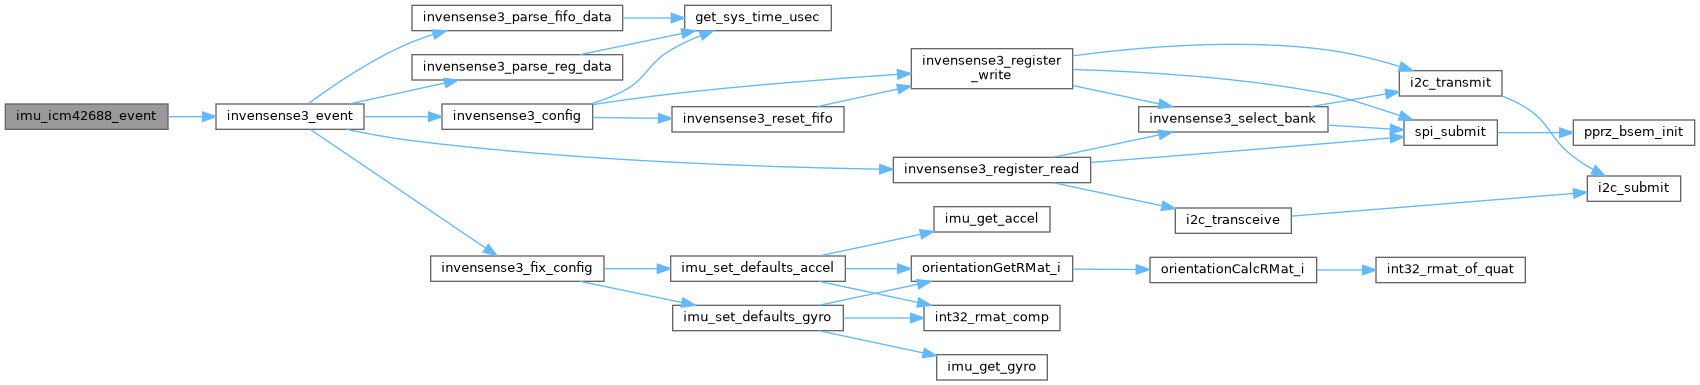 imu_icm42688_event
invensense3_event
invensense3_parse_fifo_data
invensense3_parse_reg_data
invensense3_config
invensense3_fix_config
get_sys_time_usec
invensense3_reset_fifo
invensense3_register
_write
invensense3_register_read
invensense3_select_bank
i2c_transmit
spi_submit
pprz_bsem_init
i2c_submit
i2c_transceive
imu_set_defaults_accel
imu_set_defaults_gyro
imu_get_accel
orientationGetRMat_i
int32_rmat_comp
imu_get_gyro
orientationCalcRMat_i
int32_rmat_of_quat